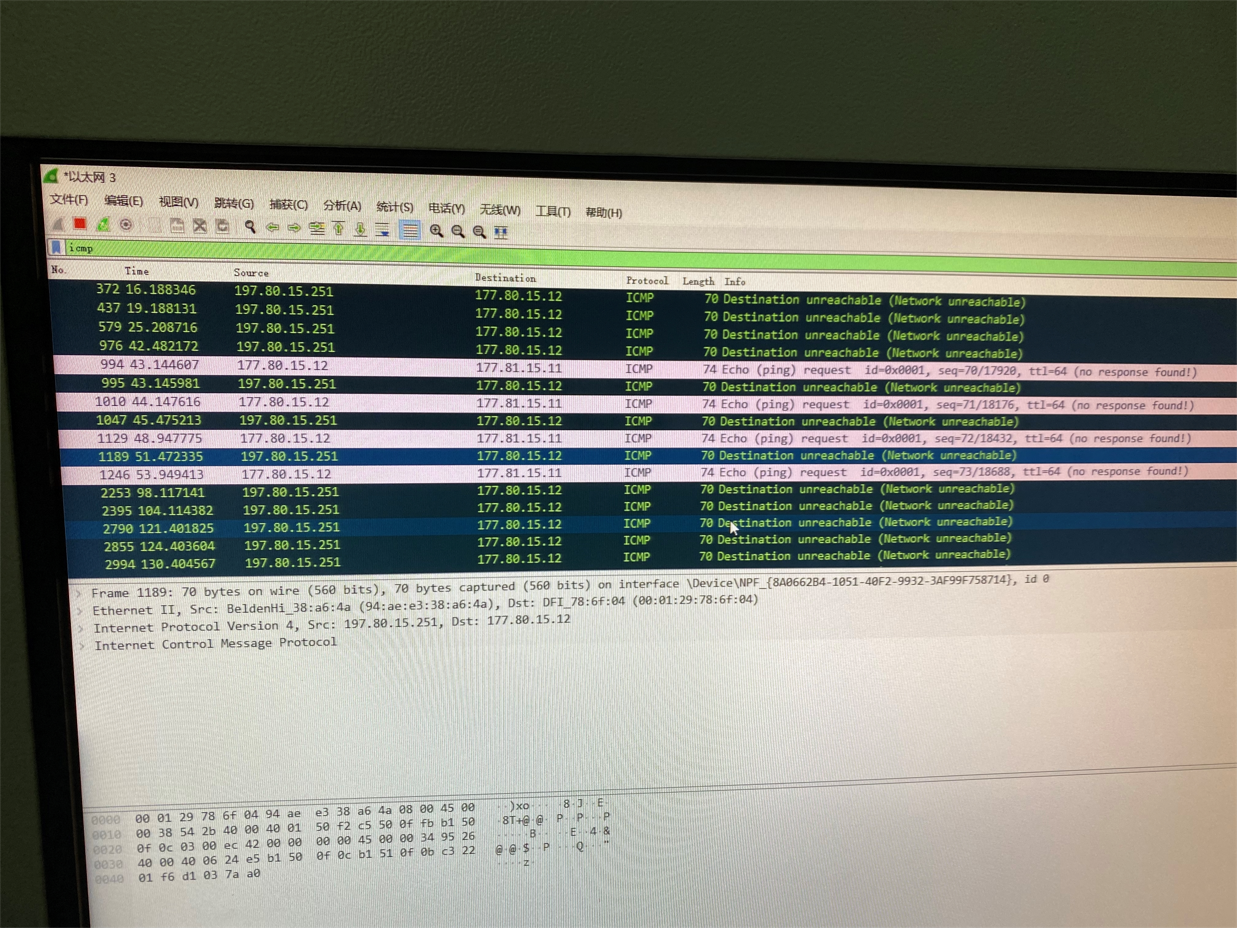 *以太网 3
文件(F) 编辑(E) 视图(V) 跳转(G) 捕获(C) 分析(A) 统计(S) 电话(Y) 无线(W) 工具(T) 帮助(H)
icmp
No. Time Source Destination Protocol Length Info
372 16.188346 197.80.15.251 177.80.15.12 ICMP 70 Destination unreachable (Network unreachable)
437 19.188131 197.80.15.251 177.80.15.12 ICMP 70 Destination unreachable (Network unreachable)
579 25.208716 197.80.15.251 177.80.15.12 ICMP 70 Destination unreachable (Network unreachable)
976 42.482172 197.80.15.251 177.80.15.12 ICMP 70 Destination unreachable (Network unreachable)
994 43.144607 177.80.15.12 177.81.15.11 ICMP 74 Echo (ping) request id=0x0001, seq=70/17920, ttl=64 (no response found!)
995 43.145981 197.80.15.251 177.80.15.12 ICMP 70 Destination unreachable (Network unreachable)
1010 44.147616 177.80.15.12 177.81.15.11 ICMP 74 Echo (ping) request id=0x0001, seq=71/18176, ttl=64 (no response found!)
1047 45.475213 197.80.15.251 177.80.15.12 ICMP 70 Destination unreachable (Network unreachable)
1129 48.947775 177.80.15.12 177.81.15.11 ICMP 74 Echo (ping) request id=0x0001, seq=72/18432, ttl=64 (no response found!)
1189 51.472335 197.80.15.251 177.80.15.12 ICMP 70 Destination unreachable (Network unreachable)
1246 53.949413 177.80.15.12 177.81.15.11 ICMP 74 Echo (ping) request id=0x0001, seq=73/18688, ttl=64 (no response found!)
2253 98.117141 197.80.15.251 177.80.15.12 ICMP 70 Destination unreachable (Network unreachable)
2395 104.114382 197.80.15.251 177.80.15.12 ICMP 70 Destination unreachable (Network unreachable)
2790 121.401825 197.80.15.251 177.80.15.12 ICMP 70 Destination unreachable (Network unreachable)
2855 124.403604 197.80.15.251 177.80.15.12 ICMP 70 Destination unreachable (Network unreachable)
2994 130.404567 197.80.15.251 177.80.15.12 ICMP 70 Destination unreachable (Network unreachable)
Frame 1189: 70 bytes on wire (560 bits), 70 bytes captured (560 bits) on interface \Device\NPF_{8A0662B4-1051-40F2-9932-3AF99F758714}, id 0
Ethernet II, Src: BeldenHi_38:a6:4a (94:ae:e3:38:a6:4a), Dst: DFI_78:6f:04 (00:01:29:78:6f:04)
Internet Protocol Version 4, Src: 197.80.15.251, Dst: 177.80.15.12
Internet Control Message Protocol
0000 00 01 29 78 6f 04 94 ae e3 38 a6 4a 08 00 45 00 ··)xo··· ·8·J··E·
0010 00 38 54 2b 40 00 40 01 50 f2 c5 50 0f fb b1 50 ·8T+@·@· P··P···P
0020 0f 0c 03 00 ec 42 00 00 00 00 45 00 00 34 95 26 ·····B·· ··E··4·&
0030 40 00 40 06 24 e5 b1 50 0f 0c b1 51 0f 0b c3 22 @·@·$··P ···Q···"
0040 01 f6 d1 03 7a a0 ····z·